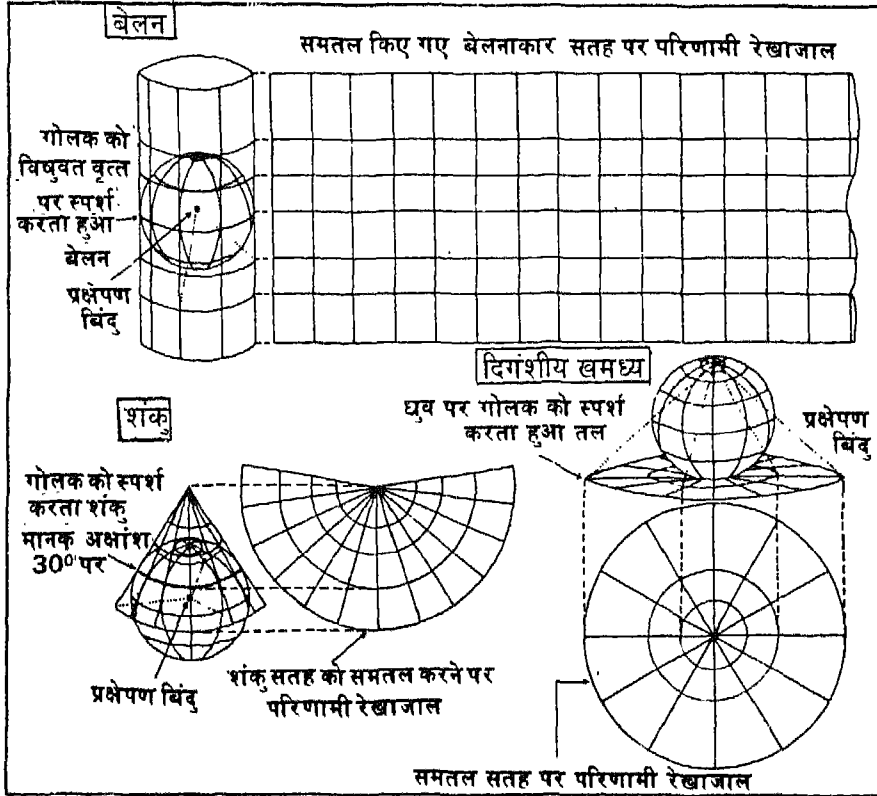 बेलन
समतल किए गए बेलनाकार सतह पर परिणामी रेखाजाल
गोलक को
विषुवत वृत्त
पर स्पर्श
करता हुआ
बेलन
प्रक्षेपण
बिंदु
दिगंशीय खमध्य
ध्रुव पर गोलक को स्पर्श
करता हुआ तल
प्रक्षेपण
बिंदु
शंकु
गोलक को स्पर्श
करता शंकु
मानक अक्षांश
30° पर
प्रक्षेपण बिंदु
शंकु सतह को समतल करने पर
परिणामी रेखाजाल
समतल सतह पर परिणामी रेखाजाल